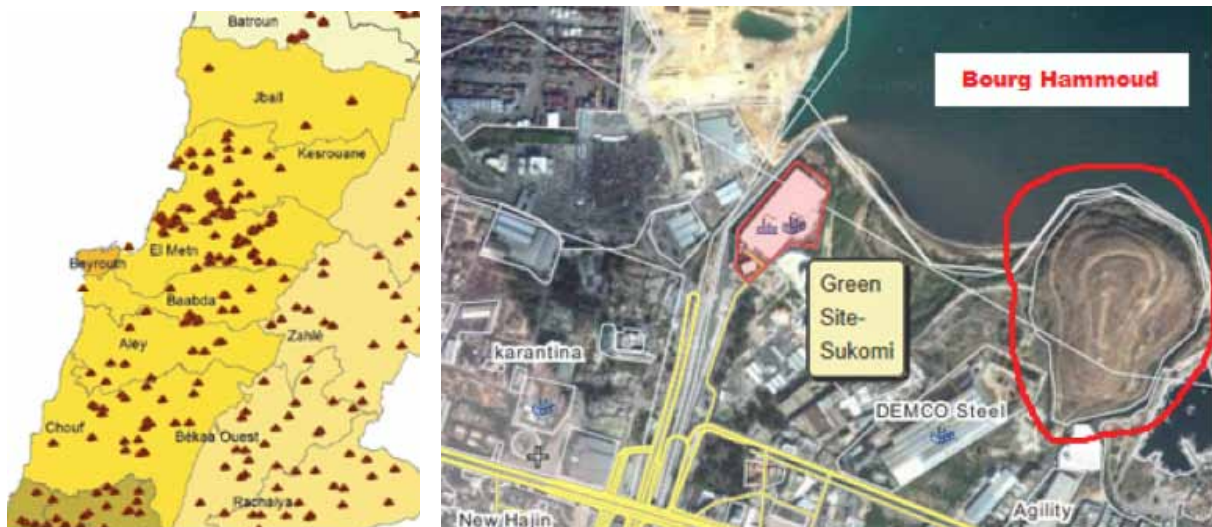 Batroun
Jbail
Kesrouane
El Metn
Beyrouth
Baabda
Zahlé
Aley
Chouf
Békaa Ouest
Rachaiya
Bourg Hammoud
Green
Site-
Sukomi
karantina
DEMCO Steel
Agility
New Hajin